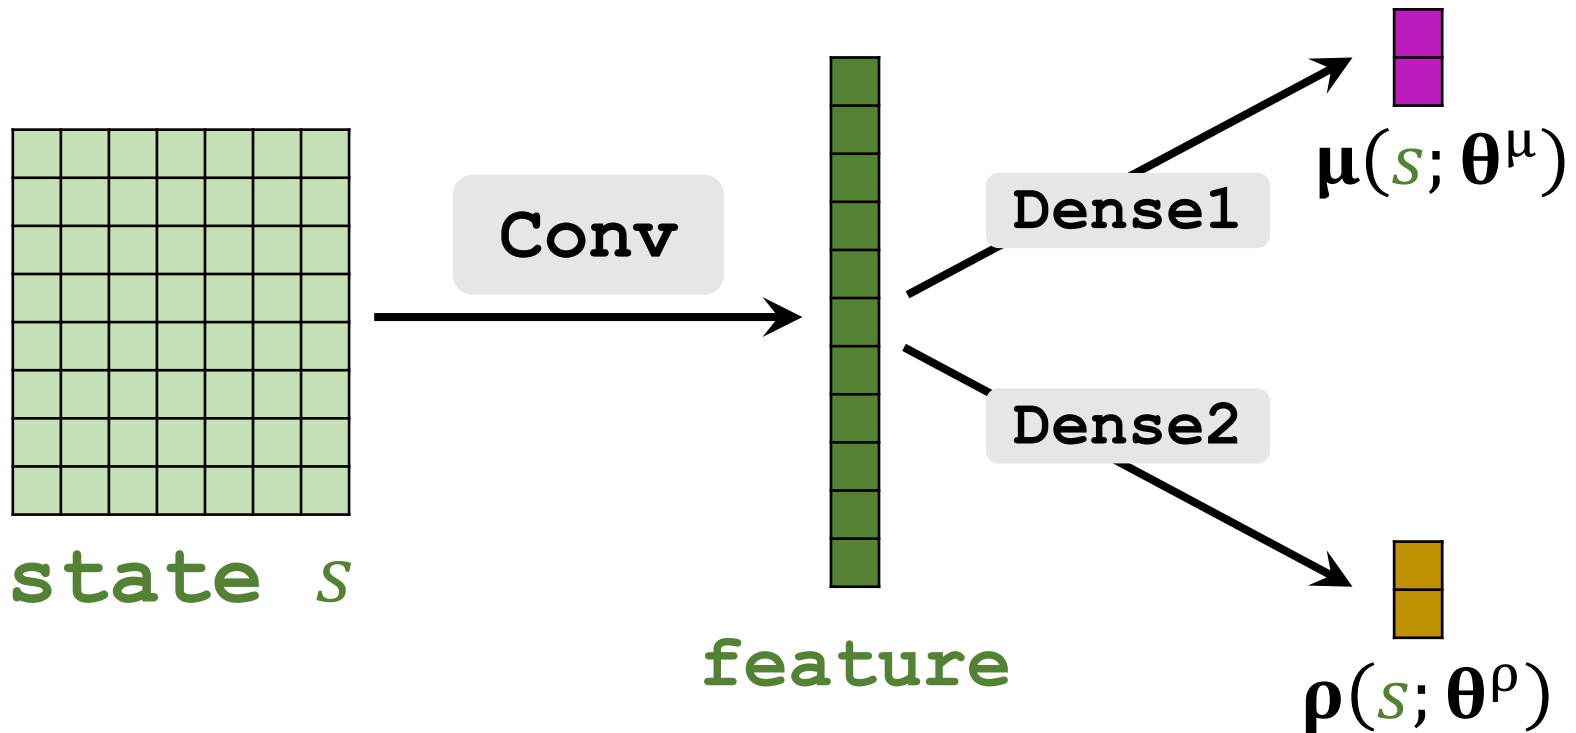 Conv
state s
feature
Dense1
Dense2
μ(s; θ^μ)
ρ(s; θ^ρ)